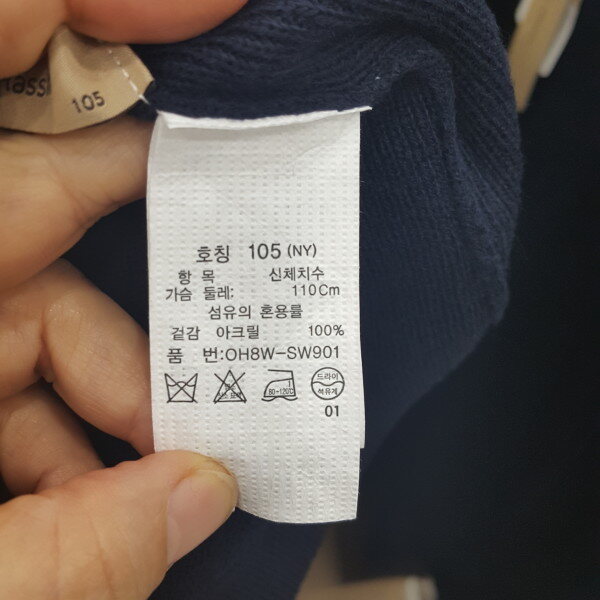 105
호칭 105 (NY)
항 목 신체치수
가슴 둘레: 110Cm
섬유의 혼용률
겉감 아크릴 100%
품 번:OH8W-SW901
80~120℃
드라이
석유계
01